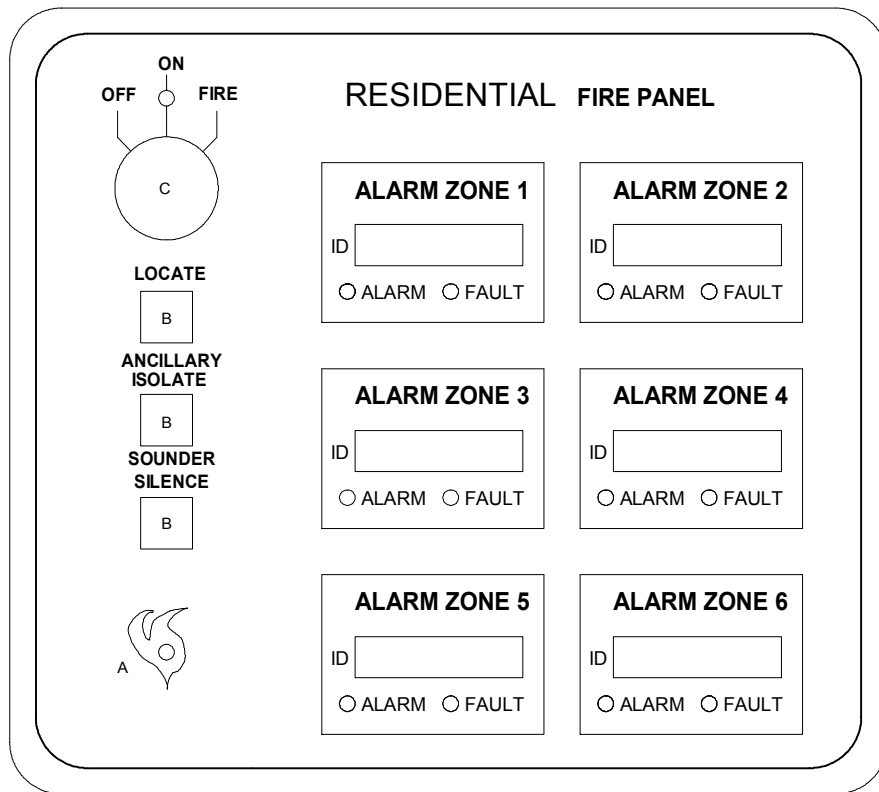 ON
OFF FIRE
C
LOCATE
B
ANCILLARY
ISOLATE
B
SOUNDER
SILENCE
B
A
RESIDENTIAL FIRE PANEL
ALARM ZONE 1
ID
ALARM FAULT
ALARM ZONE 2
ID
ALARM FAULT
ALARM ZONE 3
ID
ALARM FAULT
ALARM ZONE 4
ID
ALARM FAULT
ALARM ZONE 5
ID
ALARM FAULT
ALARM ZONE 6
ID
ALARM FAULT